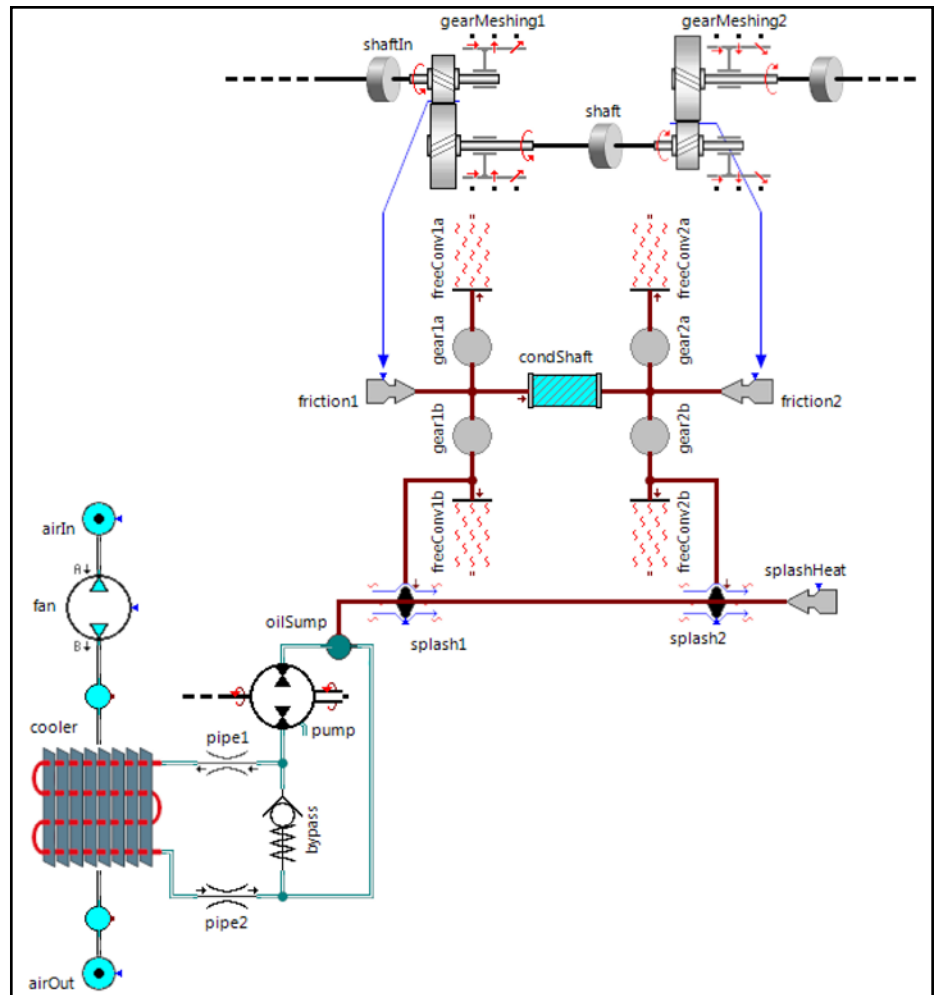 gearMeshing1
gearMeshing2
shaftIn
shaft
freeConv1a
freeConv2a
gear1a
gear2a
condShaft
friction1
friction2
gear1b
gear2b
freeConv1b
freeConv2b
airIn
A
fan
B
splashHeat
oilSump
splash1
splash2
cooler
pipe1
pump
bypass
pipe2
airOut